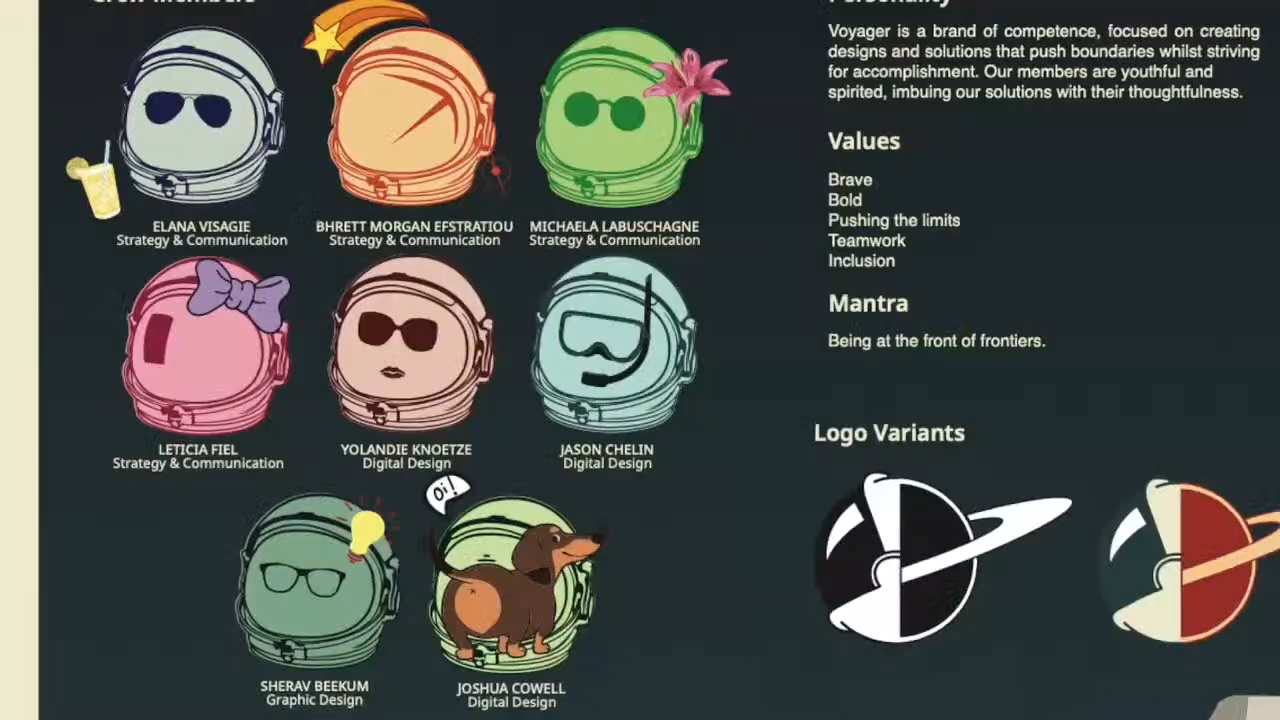 Crew Members
ELANA VISAGIE
Strategy & Communication
BHRETT MORGAN EFSTRATIOU
Strategy & Communication
MICHAELA LABUSCHAGNE
Strategy & Communication
LETICIA FIEL
Strategy & Communication
YOLANDIE KNOETZE
Digital Design
JASON CHELIN
Digital Design
Oi!
SHERAV BEEKUM
Graphic Design
JOSHUA COWELL
Digital Design
Personality
Voyager is a brand of competence, focused on creating
designs and solutions that push boundaries whilst striving
for accomplishment. Our members are youthful and
spirited, imbuing our solutions with their thoughtfulness.
Values
Brave
Bold
Pushing the limits
Teamwork
Inclusion
Mantra
Being at the front of frontiers.
Logo Variants